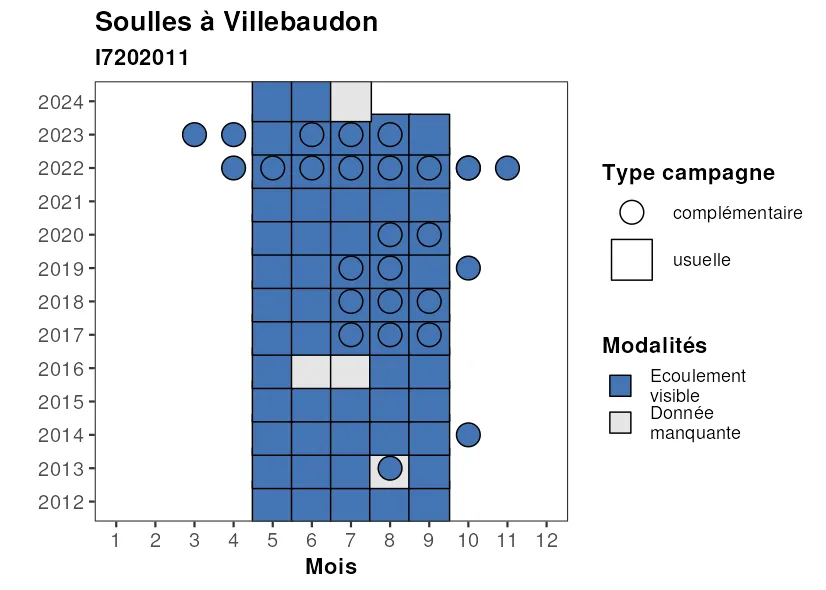 Soulles à Villebaudon
I7202011
2024
2023
2022
2021
2020
2019
2018
2017
2016
2015
2014
2013
2012
1 2 3 4 5 6 7 8 9 10 11 12
Mois
Type campagne
complémentaire
usuelle
Modalités
Ecoulement
visible
Donnée
manquante